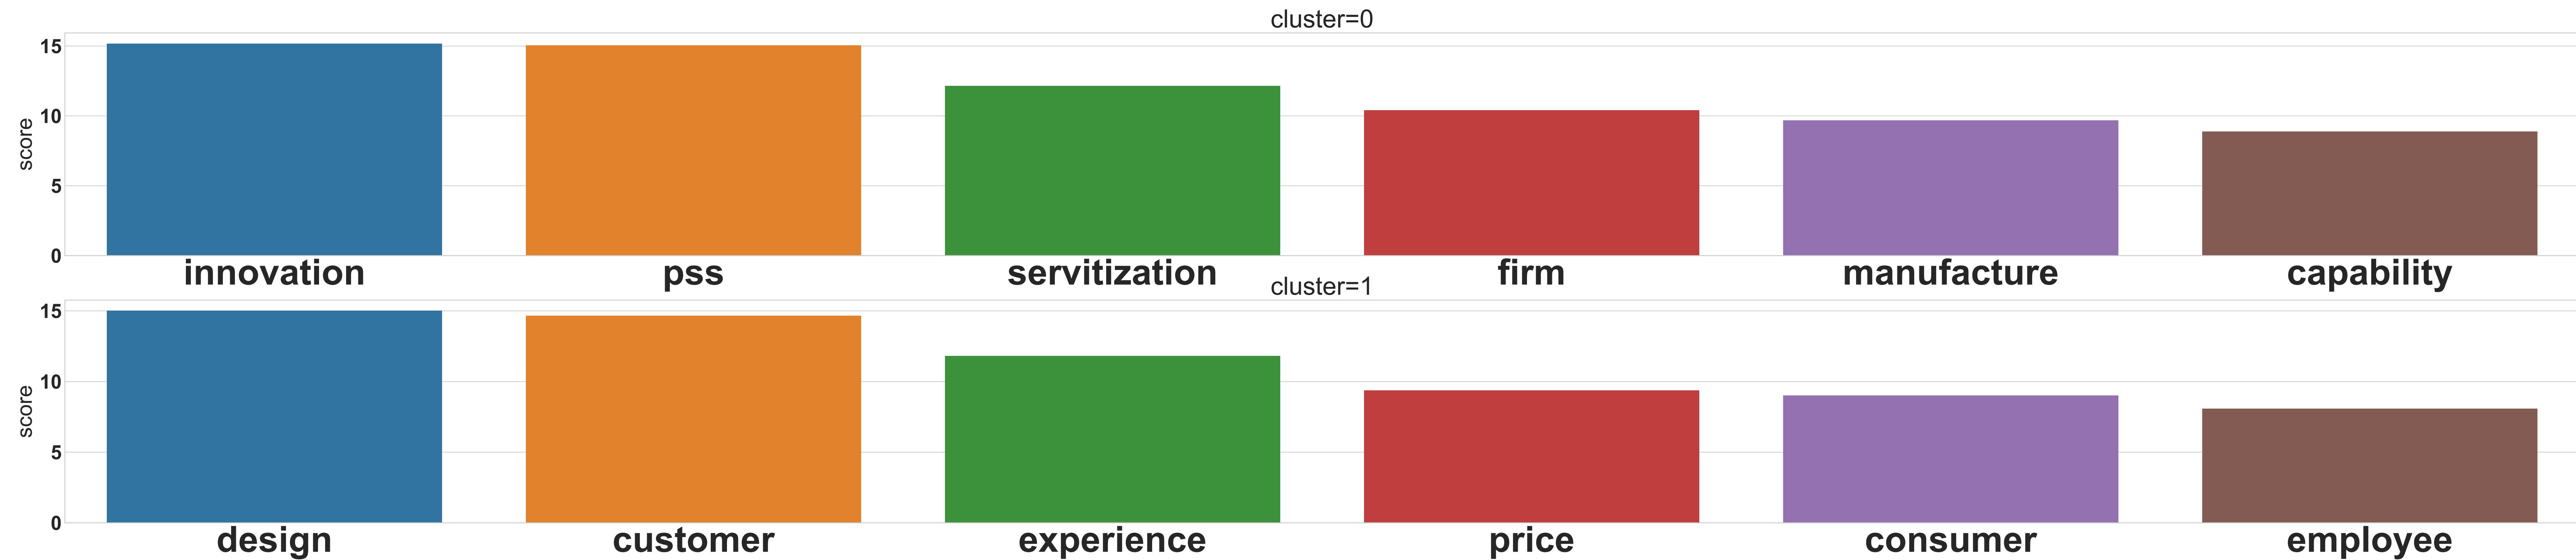 cluster=0
15
10
5
0
score
innovation pss servitization firm manufacture capability
cluster=1
15
10
5
0
score
design customer experience price consumer employee